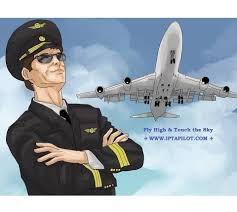 Fly High & Touch the Sky
✈ WWW.IPTAPILOT.COM ✈